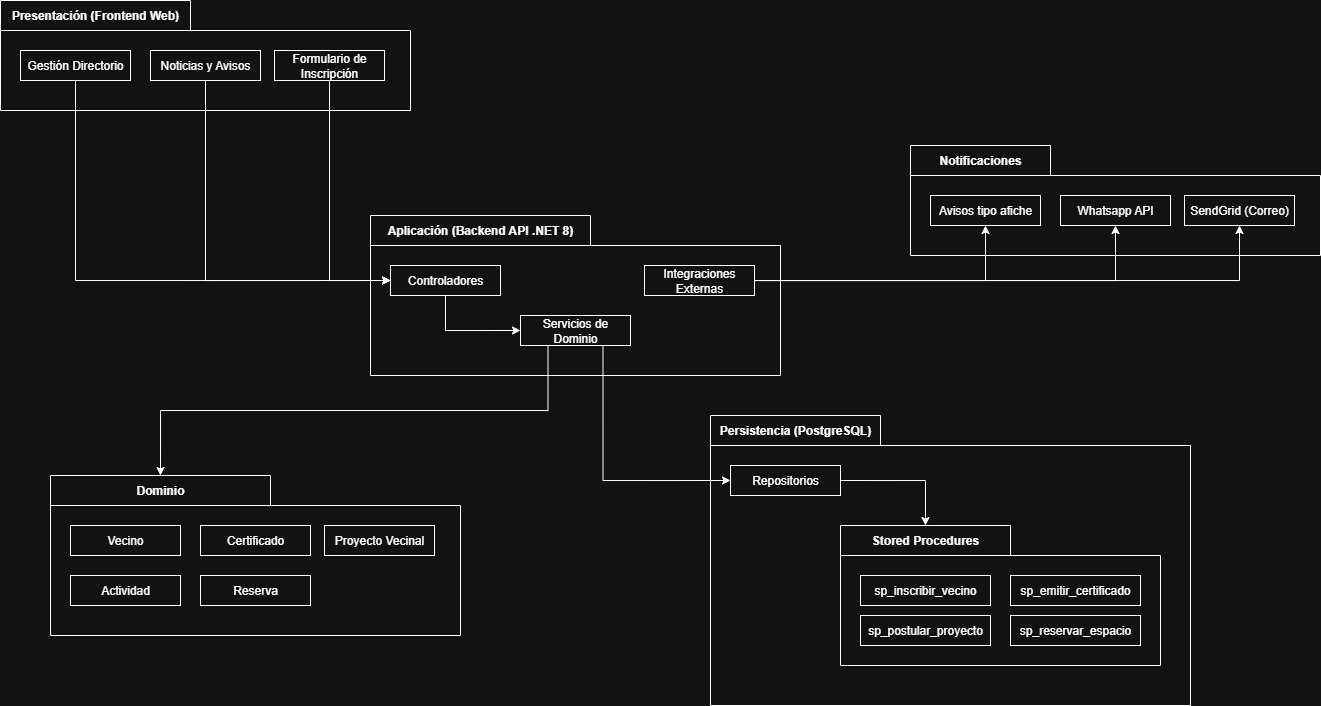 Presentación (Frontend Web)
Gestión Directorio
Noticias y Avisos
Formulario de
Inscripción
Notificaciones
Avisos tipo afiche
Whatsapp API
SendGrid (Correo)
Aplicación (Backend API .NET 8)
Controladores
Integraciones
Externas
Servicios de
Dominio
Persistencia (PostgreSQL)
Repositorios
Dominio
Vecino
Certificado
Proyecto Vecinal
Actividad
Reserva
Stored Procedures
sp_inscribir_vecino
sp_emitir_certificado
sp_postular_proyecto
sp_reservar_espacio